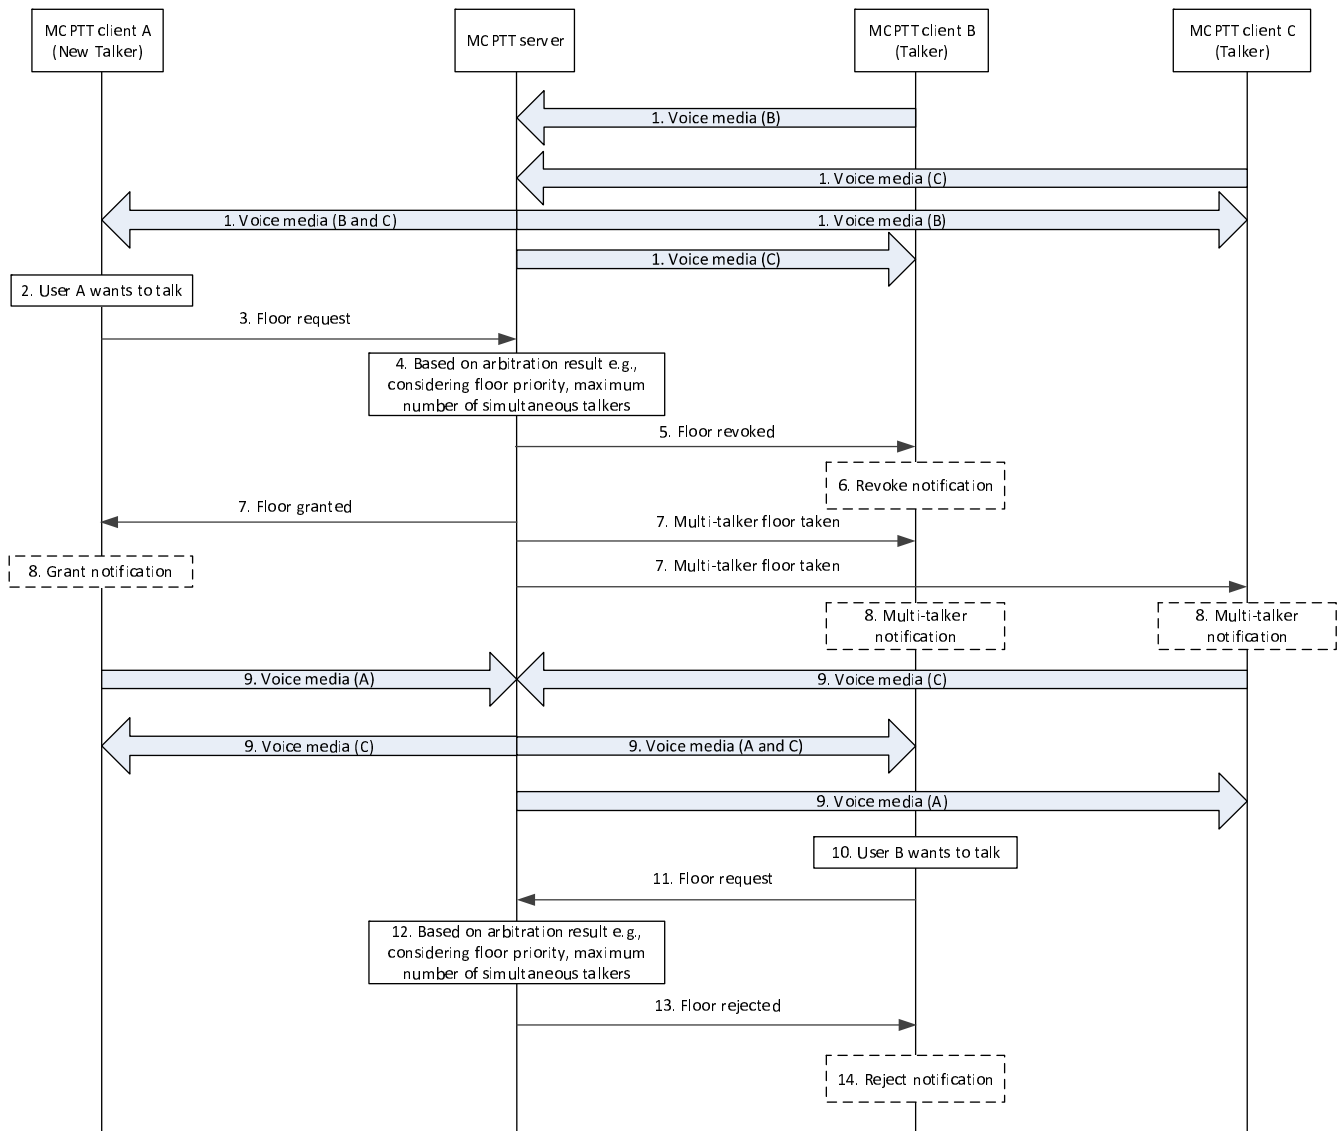 MCPTT client A
(New Talker)
MCPTT server
MCPTT client B
(Talker)
MCPTT client C
(Talker)
1. Voice media (B)
1. Voice media (C)
1. Voice media (B and C)
1. Voice media (B)
1. Voice media (C)
2. User A wants to talk
3. Floor request
4. Based on arbitration result e.g.,
considering floor priority, maximum
number of simultaneous talkers
5. Floor revoked
6. Revoke notification
7. Floor granted
7. Multi-talker floor taken
8. Grant notification
7. Multi-talker floor taken
8. Multi-talker
notification
8. Multi-talker
notification
9. Voice media (A)
9. Voice media (C)
9. Voice media (C)
9. Voice media (A and C)
9. Voice media (A)
10. User B wants to talk
11. Floor request
12. Based on arbitration result e.g.,
considering floor priority, maximum
number of simultaneous talkers
13. Floor rejected
14. Reject notification